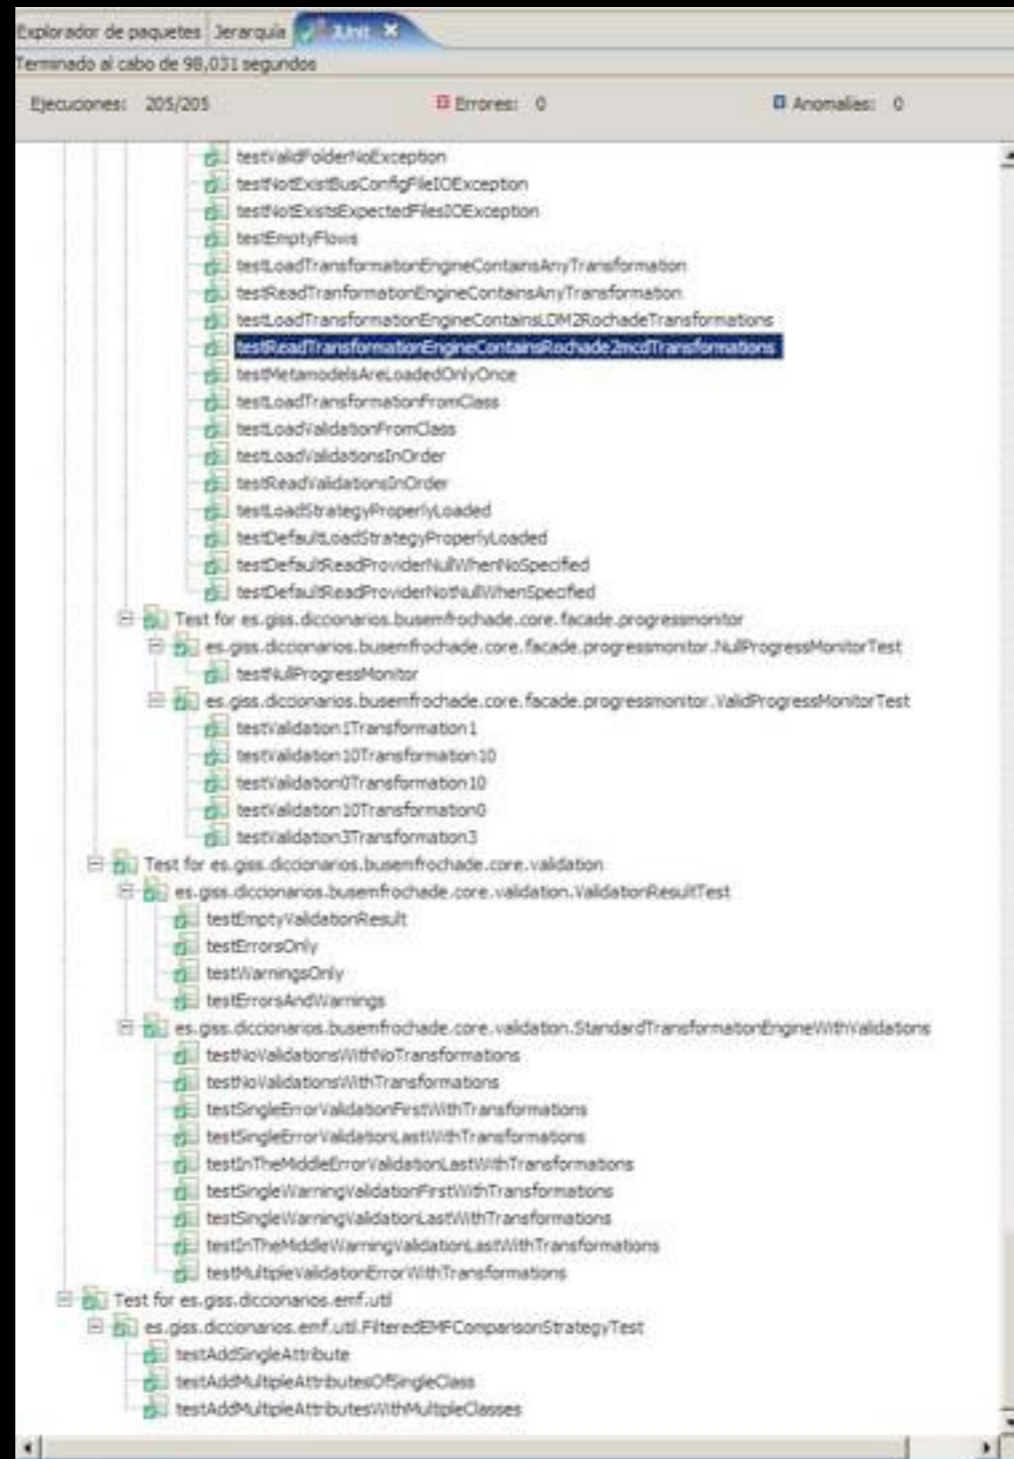 Explorador de paquetes Jerarquía JUnit
Terminado al cabo de 98,031 segundos
Ejecuciones: 205/205 Errores: 0 Anomalías: 0
testValidFolderNoException
testNotExistBusConfigFileIOException
testNotExistsExpectedFilesIOException
testEmptyFlows
testLoadTransformationEngineContainsAnyTransformation
testReadTranformationEngineContainsAnyTransformation
testLoadTransformationEngineContainsLDM2RochadeTransformations
testReadTransformationEngineContainsRochade2mcdTransformations
testMetamodelsAreLoadedOnlyOnce
testLoadTransformationFromClass
testLoadValidationFromClass
testLoadValidationsInOrder
testReadValidationsInOrder
testLoadStrategyProperlyLoaded
testDefaultLoadStrategyProperlyLoaded
testDefaultReadProviderNullWhenNoSpecified
testDefaultReadProviderNotNullWhenSpecified
Test for es.giss.diccionarios.busemfrochade.core.facade.progressmonitor
es.giss.diccionarios.busemfrochade.core.facade.progressmonitor.NullProgressMonitorTest
testNullProgressMonitor
es.giss.diccionarios.busemfrochade.core.facade.progressmonitor.ValidProgressMonitorTest
testValidation1Transformation1
testValidation10Transformation10
testValidation0Transformation10
testValidation10Transformation0
testValidation3Transformation3
Test for es.giss.diccionarios.busemfrochade.core.validation
es.giss.diccionarios.busemfrochade.core.validation.ValidationResultTest
testEmptyValidationResult
testErrorsOnly
testWarningsOnly
testErrorsAndWarnings
es.giss.diccionarios.busemfrochade.core.validation.StandardTransformationEngineWithValidations
testNoValidationsWithNoTransformations
testNoValidationsWithTransformations
testSingleErrorValidationFirstWithTransformations
testSingleErrorValidationLastWithTransformations
testInTheMiddleErrorValidationLastWithTransformations
testSingleWarningValidationFirstWithTransformations
testSingleWarningValidationLastWithTransformations
testInTheMiddleWarningValidationLastWithTransformations
testMultipleValidationErrorWithTransformations
Test for es.giss.diccionarios.emf.util
es.giss.diccionarios.emf.util.FilteredEMFComparisonStrategyTest
testAddSingleAttribute
testAddMultipleAttributesOfSingleClass
testAddMultipleAttributesWithMultipleClasses